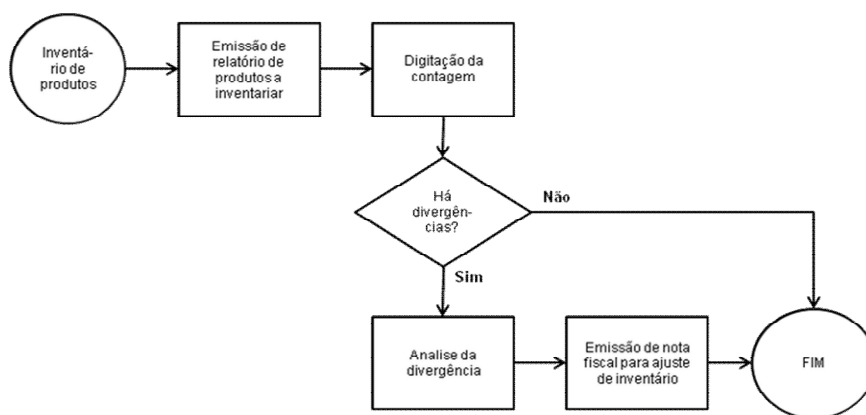 Inventá-
rio de
produtos
Emissão de
relatório de
produtos a
inventariar
Digitação da
contagem
Há
divergên-
cias?
Não
Sim
Analise da
divergência
Emissão de nota
fiscal para ajuste
de inventário
FIM